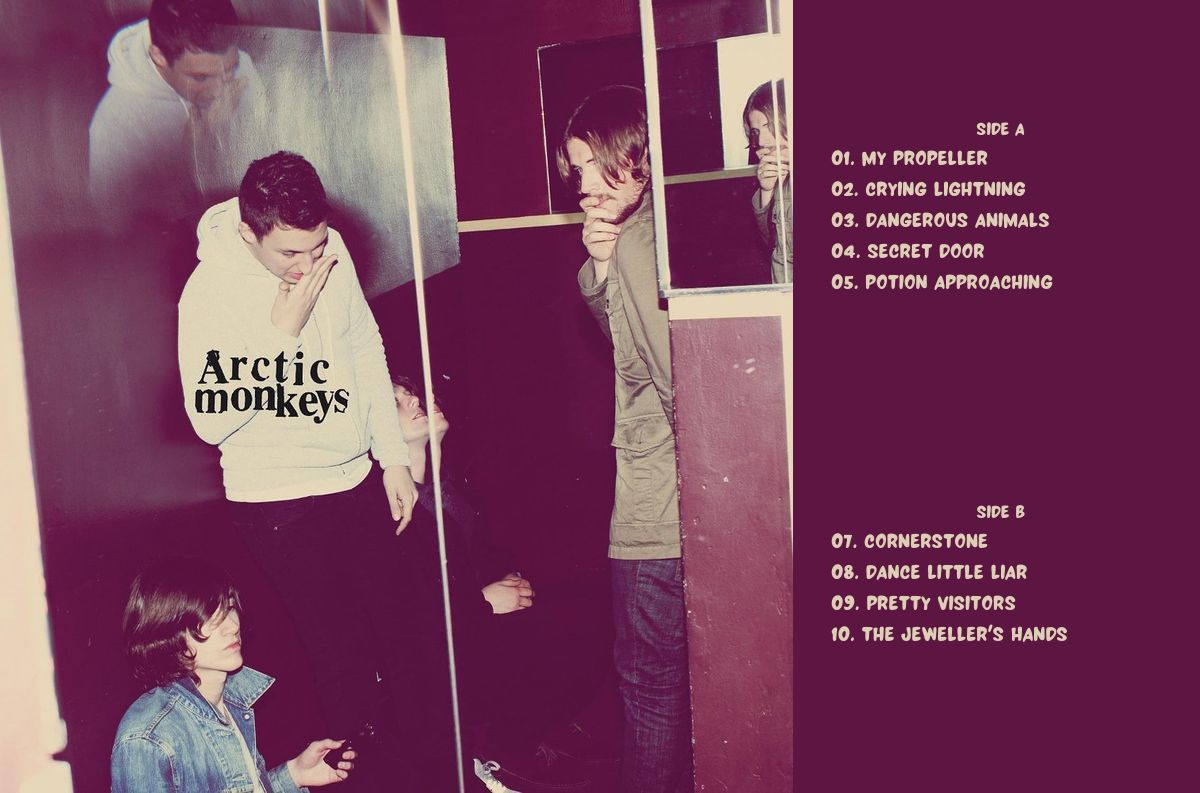 Arctic
monkeys
SIDE A
01. MY PROPELLER
02. CRYING LIGHTNING
03. DANGEROUS ANIMALS
04. SECRET DOOR
05. POTION APPROACHING
SIDE B
07. CORNERSTONE
08. DANCE LITTLE LIAR
09. PRETTY VISITORS
10. THE JEWELLER'S HANDS